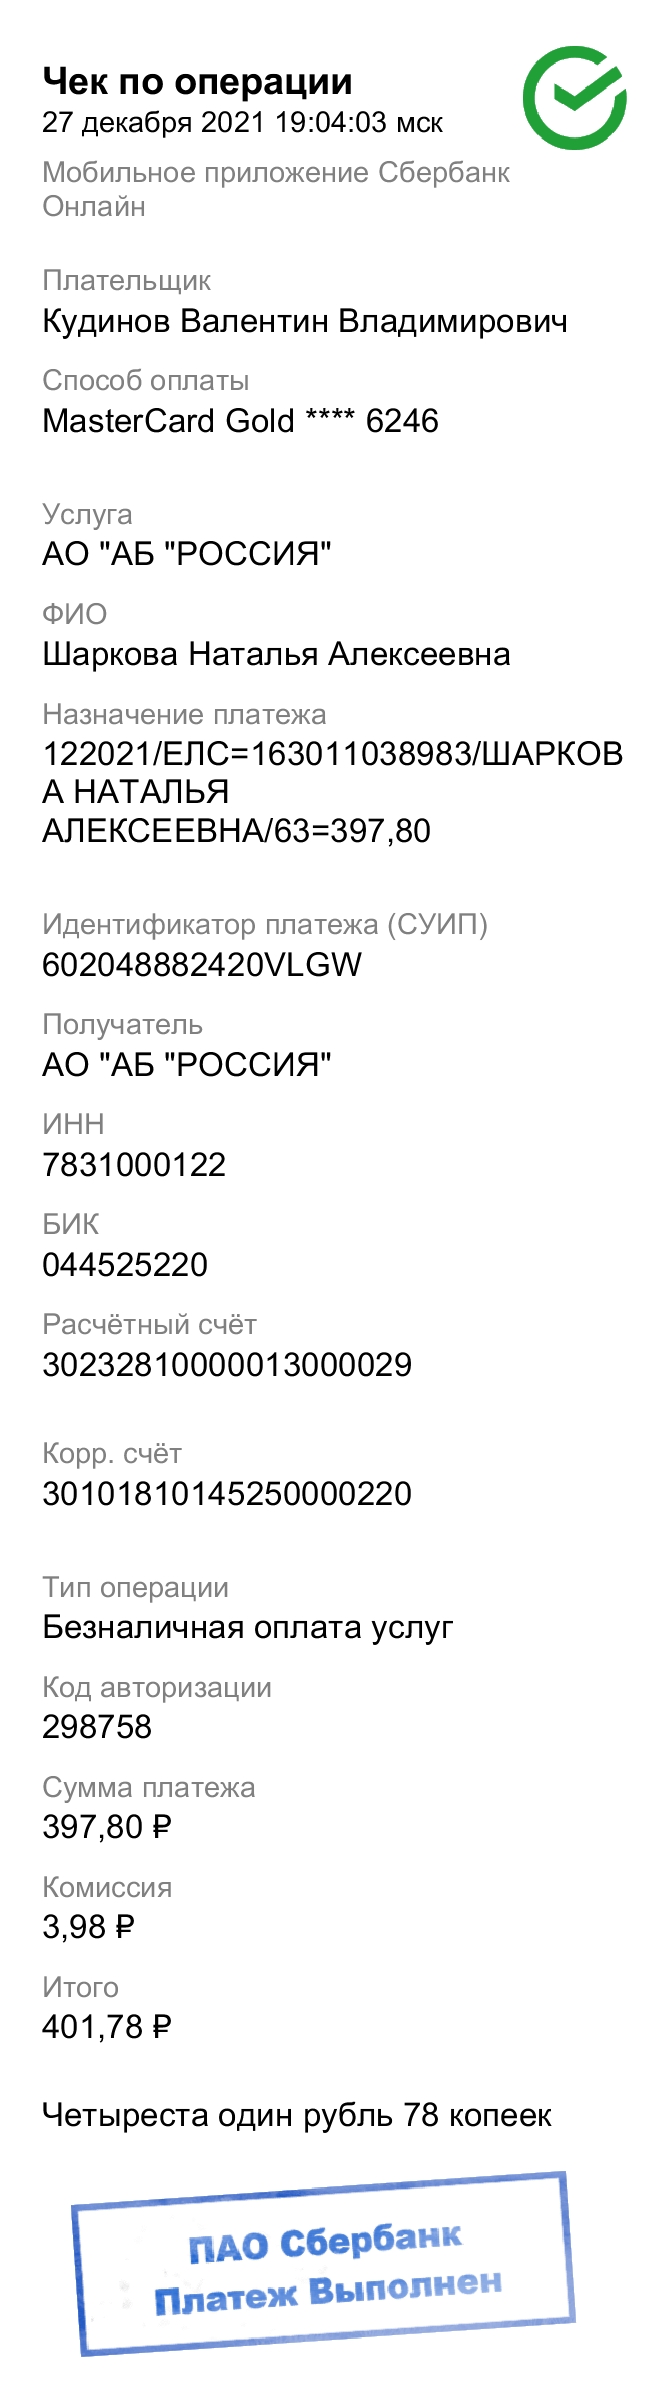 Чек по операции
27 декабря 2021 19:04:03 мск
Мобильное приложение Сбербанк
Онлайн
Плательщик
Кудинов Валентин Владимирович
Способ оплаты
MasterCard Gold **** 6246
Услуга
АО "АБ "РОССИЯ"
ФИО
Шаркова Наталья Алексеевна
Назначение платежа
122021/ЕЛС=163011038983/ШАРКОВ
А НАТАЛЬЯ
АЛЕКСЕЕВНА/63=397,80
Идентификатор платежа (СУИП)
602048882420VLGW
Получатель
АО "АБ "РОССИЯ"
ИНН
7831000122
БИК
044525220
Расчётный счёт
30232810000013000029
Корр. счёт
30101810145250000220
Тип операции
Безналичная оплата услуг
Код авторизации
298758
Сумма платежа
397,80 ₽
Комиссия
3,98 ₽
Итого
401,78 ₽
Четыреста один рубль 78 копеек
ПАО Сбербанк
Платеж Выполнен